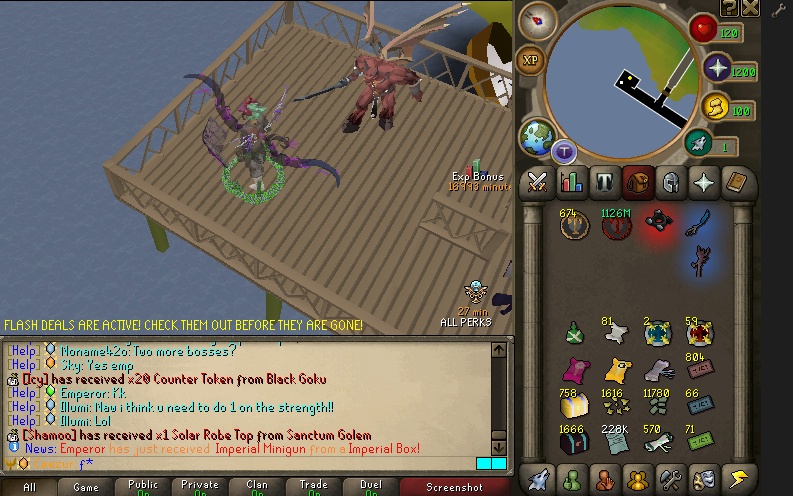 120
XP
1200
100
T
1
Exp Bonus
16993 minute
27 min
ALL PERKS
FLASH DEALS ARE ACTIVE! CHECK THEM OUT BEFORE THEY ARE GONE!
[Help] Noname420: Two more bosses?
[Help] Sky: Yes emp
[Icy] has received x20 Counter Token from Black Goku
[Help] Emperor: Kk
[Help] Illumi: Naw i think u need to do 1 on the strength!!
[Help] Illumi: Lol
[Shamoo] has received x1 Solar Robe Top from Sanctum Golem
News: Emperor has just received Imperial Minigun from a Imperial Box!
f*
All Game Public On Private On Clan On Trade On Duel On Screenshot
674 1126M
81 2 59
804
758 1616 11780 66
1666 228K 570 71